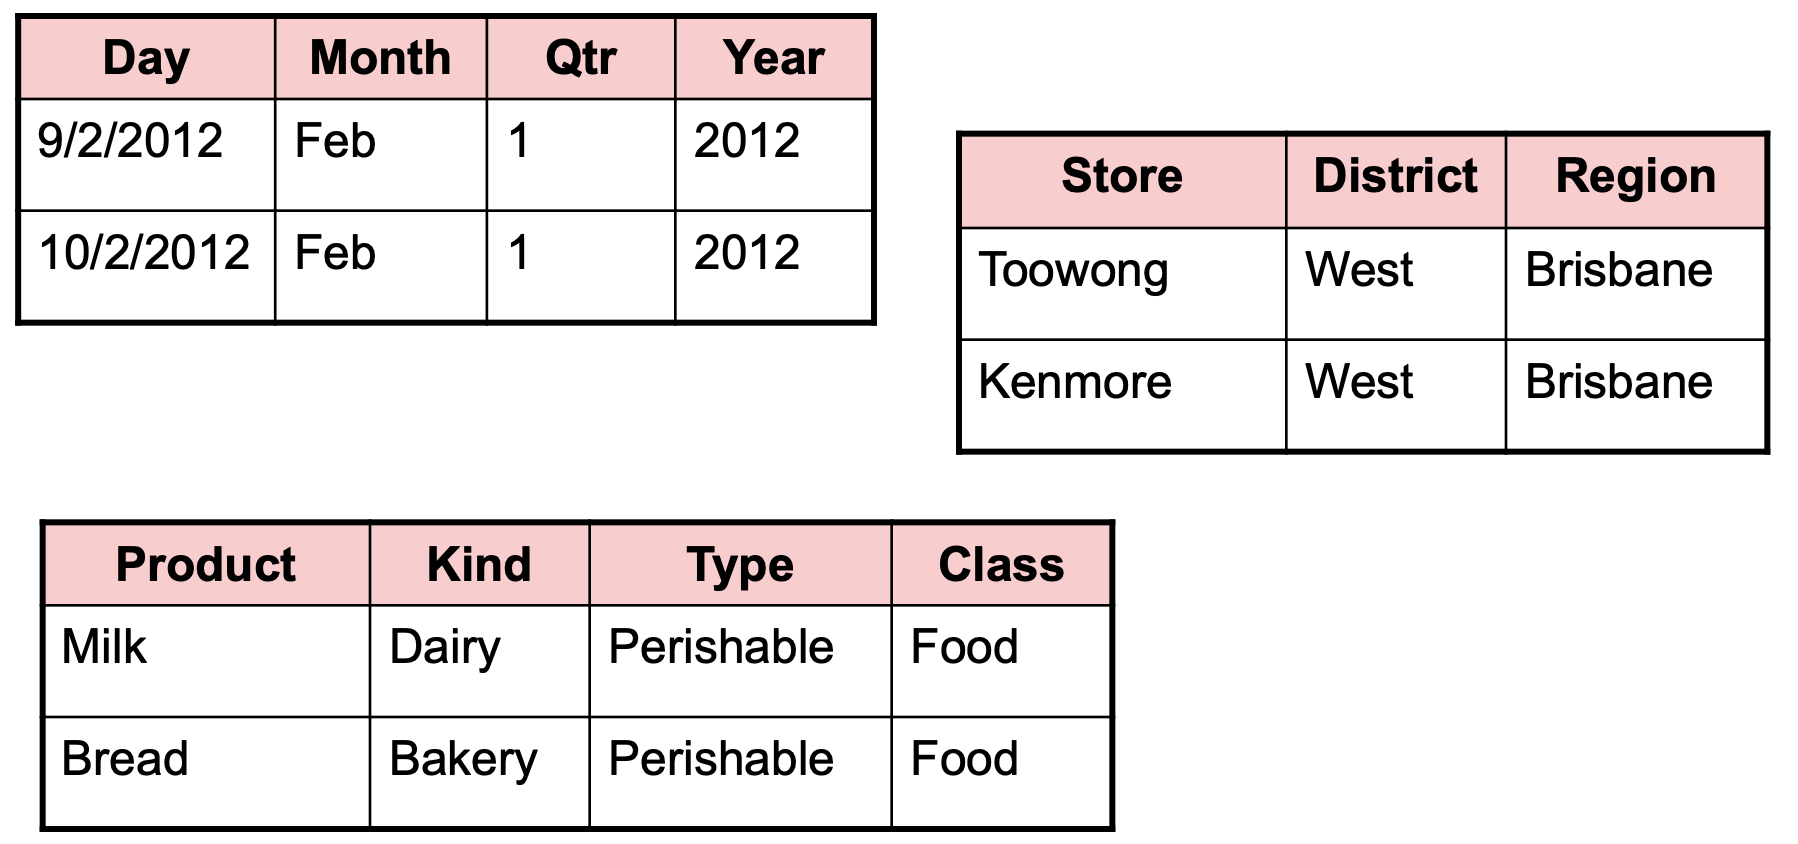 Day Month Qtr Year
9/2/2012 Feb 1 2012
10/2/2012 Feb 1 2012
Store District Region
Toowong West Brisbane
Kenmore West Brisbane
Product Kind Type Class
Milk Dairy Perishable Food
Bread Bakery Perishable Food